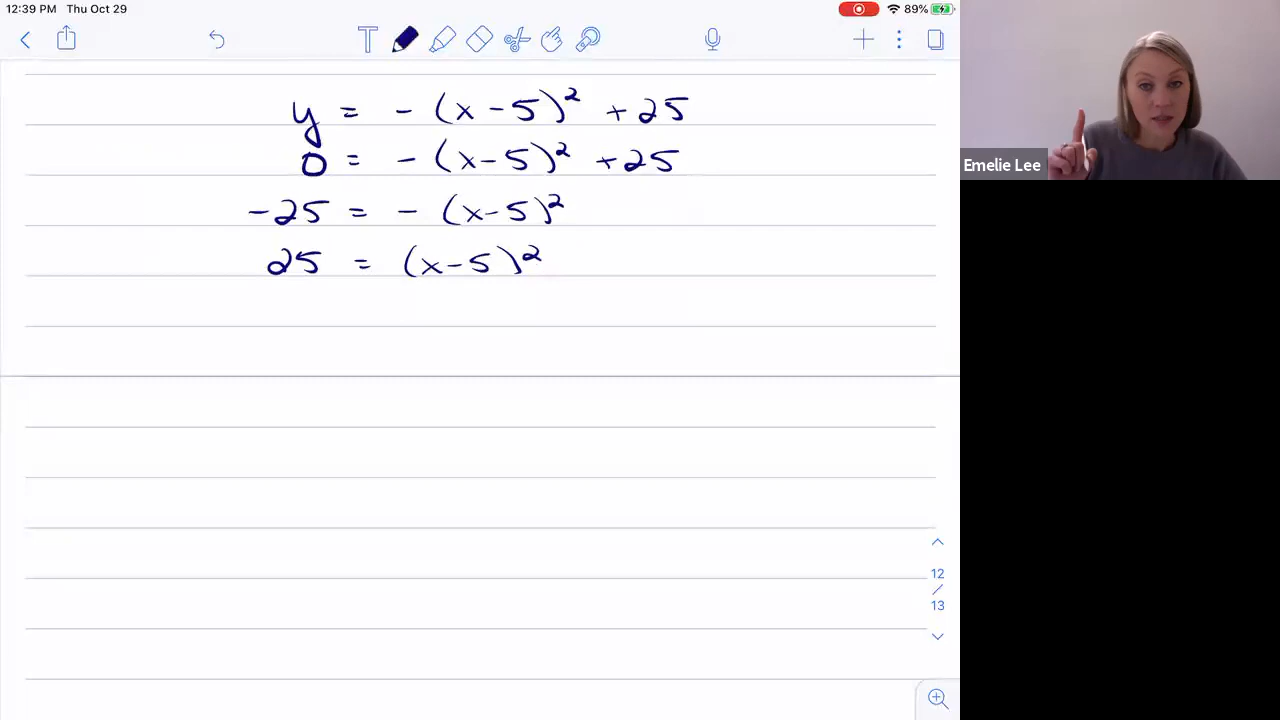 12:39 PM Thu Oct 29
89%
y = - (x - 5)² + 25
0 = - (x - 5)² + 25
-25 = - (x - 5)²
25 = (x - 5)²
Emelie Lee
12
/
13